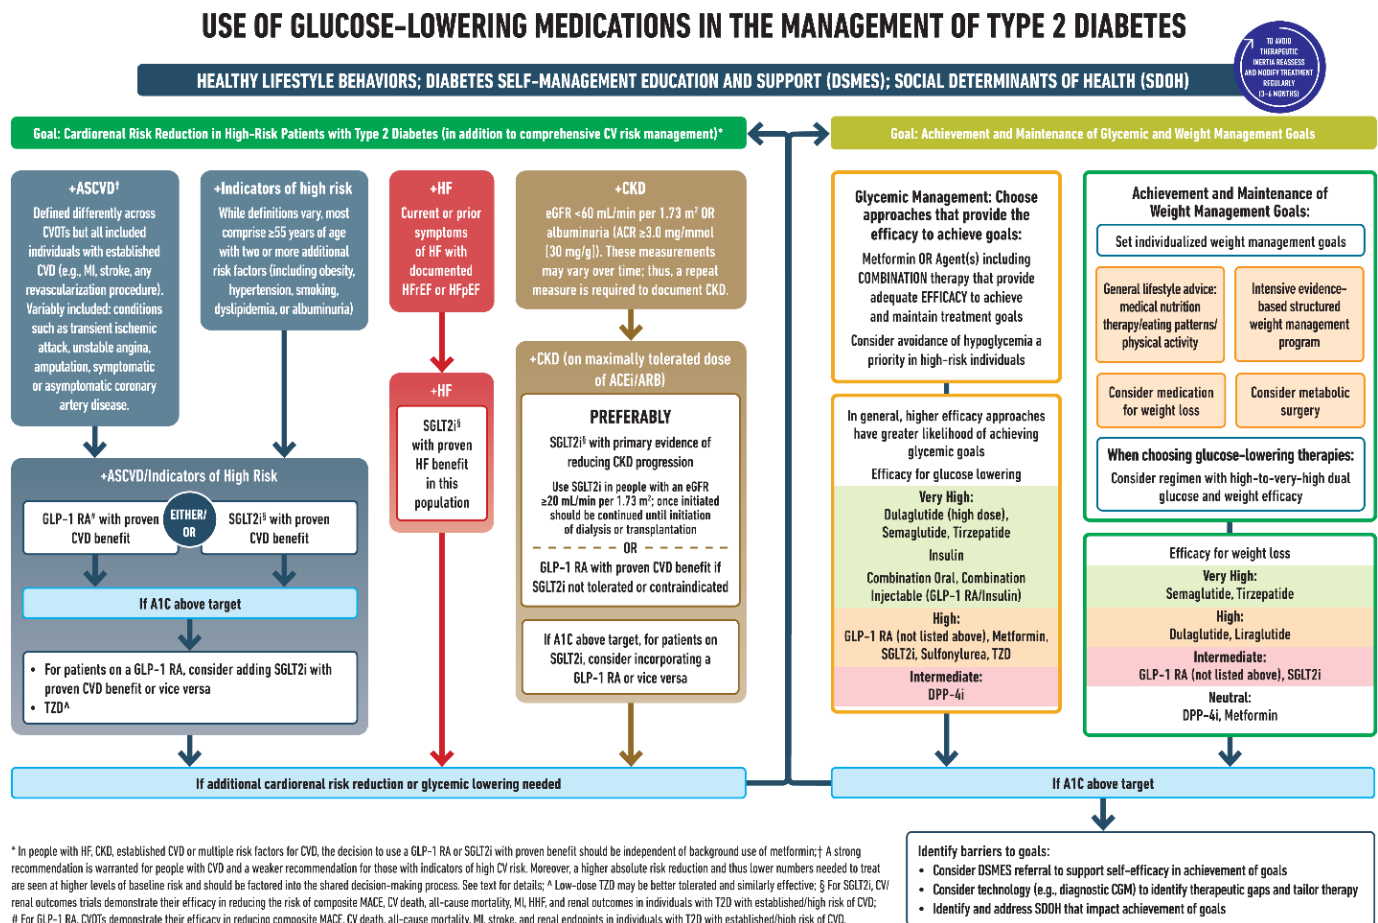 USE OF GLUCOSE-LOWERING MEDICATIONS IN THE MANAGEMENT OF TYPE 2 DIABETES
TO AVOID
THERAPEUTIC
INERTIA REASSESS
AND MODIFY TREATMENT
REGULARLY
(3-6 MONTHS)
HEALTHY LIFESTYLE BEHAVIORS; DIABETES SELF-MANAGEMENT EDUCATION AND SUPPORT (DSMES); SOCIAL DETERMINANTS OF HEALTH (SDOH)
Goal: Cardiorenal Risk Reduction in High-Risk Patients with Type 2 Diabetes (in addition to comprehensive CV risk management)*
+ASCVD†
Defined differently across
CVOTs but all included
individuals with established
CVD (e.g., MI, stroke, any
revascularization procedure).
Variably included: conditions
such as transient ischemic
attack, unstable angina,
amputation, symptomatic
or asymptomatic coronary
artery disease.
+Indicators of high risk
While definitions vary, most
comprise ≥55 years of age
with two or more additional
risk factors (including obesity,
hypertension, smoking,
dyslipidemia, or albuminuria)
+HF
Current or prior
symptoms
of HF with
documented
HFrEF or HFpEF
+CKD
eGFR <60 mL/min per 1.73 m² OR
albuminuria (ACR ≥3.0 mg/mmol
[30 mg/g]). These measurements
may vary over time; thus, a repeat
measure is required to document CKD.
+ASCVD/Indicators of High Risk
GLP-1 RA# with proven
CVD benefit
EITHER/
OR
SGLT2i§ with proven
CVD benefit
If A1C above target
• For patients on a GLP-1 RA, consider adding SGLT2i with
proven CVD benefit or vice versa
• TZD^
+HF
SGLT2i§
with proven
HF benefit
in this
population
+CKD (on maximally tolerated dose
of ACEi/ARB)
PREFERABLY
SGLT2i§ with primary evidence of
reducing CKD progression
Use SGLT2i in people with an eGFR
≥20 mL/min per 1.73 m²; once initiated
should be continued until initiation
of dialysis or transplantation
OR
GLP-1 RA with proven CVD benefit if
SGLT2i not tolerated or contraindicated
If A1C above target, for patients on
SGLT2i, consider incorporating a
GLP-1 RA or vice versa
If additional cardiorenal risk reduction or glycemic lowering needed
Goal: Achievement and Maintenance of Glycemic and Weight Management Goals
Glycemic Management: Choose
approaches that provide the
efficacy to achieve goals:
Metformin OR Agent(s) including
COMBINATION therapy that provide
adequate EFFICACY to achieve
and maintain treatment goals
Consider avoidance of hypoglycemia a
priority in high-risk individuals
In general, higher efficacy approaches
have greater likelihood of achieving
glycemic goals
Efficacy for glucose lowering
Very High:
Dulaglutide (high dose),
Semaglutide, Tirzepatide
Insulin
Combination Oral, Combination
Injectable (GLP-1 RA/Insulin)
High:
GLP-1 RA (not listed above), Metformin,
SGLT2i, Sulfonylurea, TZD
Intermediate:
DPP-4i
Achievement and Maintenance of
Weight Management Goals:
Set individualized weight management goals
General lifestyle advice:
medical nutrition
therapy/eating patterns/
physical activity
Intensive evidence-
based structured
weight management
program
Consider medication
for weight loss
Consider metabolic
surgery
When choosing glucose-lowering therapies:
Consider regimen with high-to-very-high dual
glucose and weight efficacy
Efficacy for weight loss
Very High:
Semaglutide, Tirzepatide
High:
Dulaglutide, Liraglutide
Intermediate:
GLP-1 RA (not listed above), SGLT2i
Neutral:
DPP-4i, Metformin
If A1C above target
Identify barriers to goals:
• Consider DSMES referral to support self-efficacy in achievement of goals
• Consider technology (e.g., diagnostic CGM) to identify therapeutic gaps and tailor therapy
• Identify and address SDOH that impact achievement of goals
* In people with HF, CKD, established CVD or multiple risk factors for CVD, the decision to use a GLP-1 RA or SGLT2i with proven benefit should be independent of background use of metformin;† A strong
recommendation is warranted for people with CVD and a weaker recommendation for those with indicators of high CV risk. Moreover, a higher absolute risk reduction and thus lower numbers needed to treat
are seen at higher levels of baseline risk and should be factored into the shared decision-making process. See text for details; ^ Low-dose TZD may be better tolerated and similarly effective; § For SGLT2i, CV/
renal outcomes trials demonstrate their efficacy in reducing the risk of composite MACE, CV death, all-cause mortality, MI, HHF, and renal outcomes in individuals with T2D with established/high risk of CVD;
# For GLP-1 RA, CVOTs demonstrate their efficacy in reducing composite MACE, CV death, all-cause mortality, MI, stroke, and renal endpoints in individuals with T2D with established/high risk of CVD.